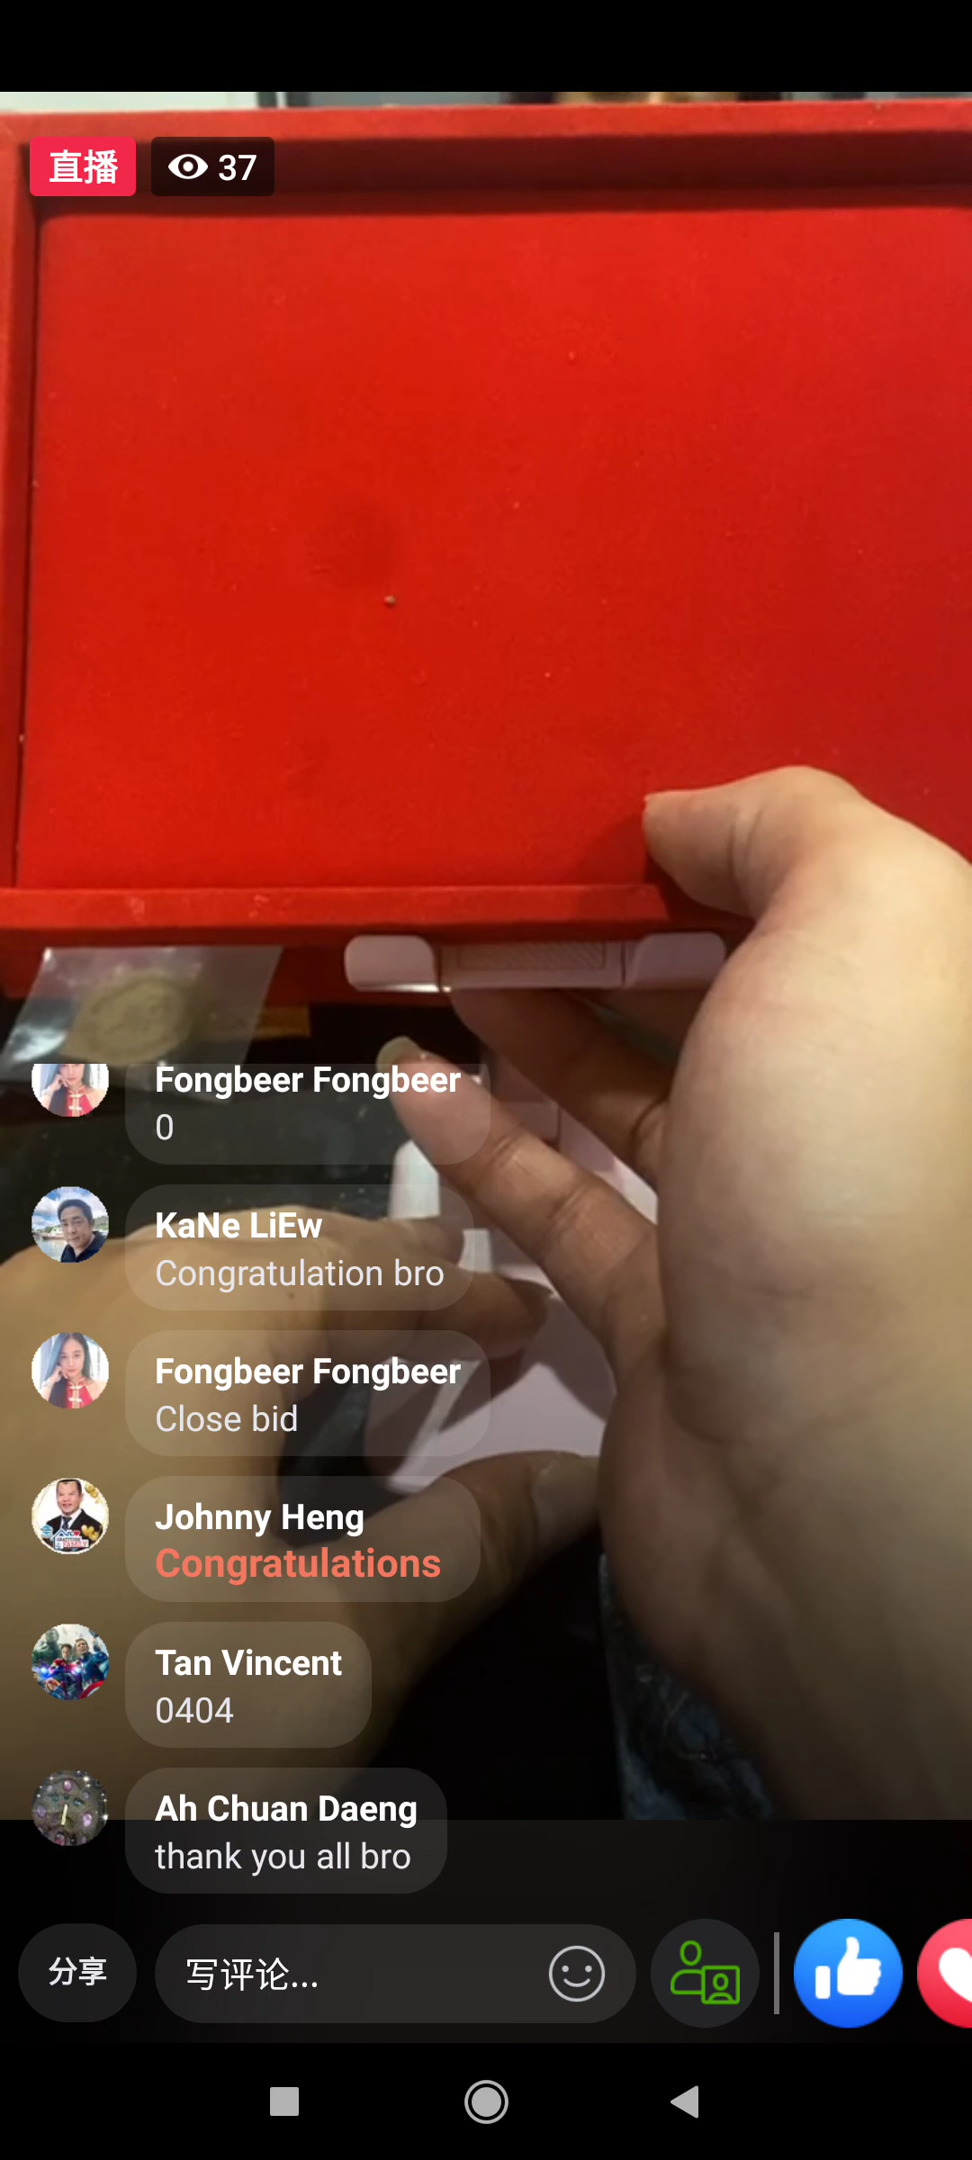 直播
37
Fongbeer Fongbeer
0
KaNe LiEw
Congratulation bro
Fongbeer Fongbeer
Close bid
Johnny Heng
Congratulations
Tan Vincent
0404
Ah Chuan Daeng
thank you all bro
分享
写评论...